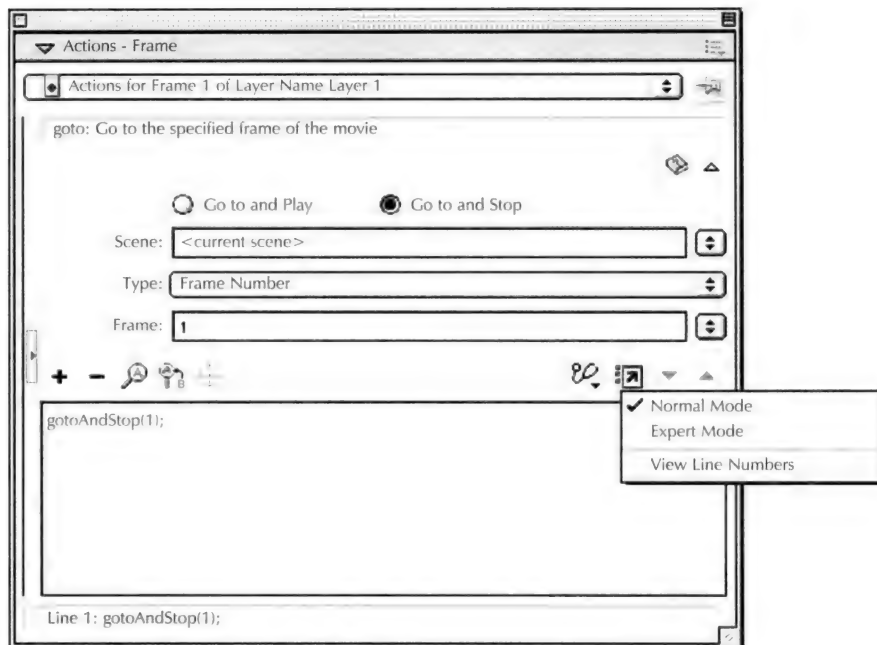 Actions - Frame
Actions for Frame 1 of Layer Name Layer 1
goto: Go to the specified frame of the movie
Go to and Play Go to and Stop
Scene: <current scene>
Type: Frame Number
Frame: 1
gotoAndStop(1);
Normal Mode
Expert Mode
View Line Numbers
Line 1: gotoAndStop(1);